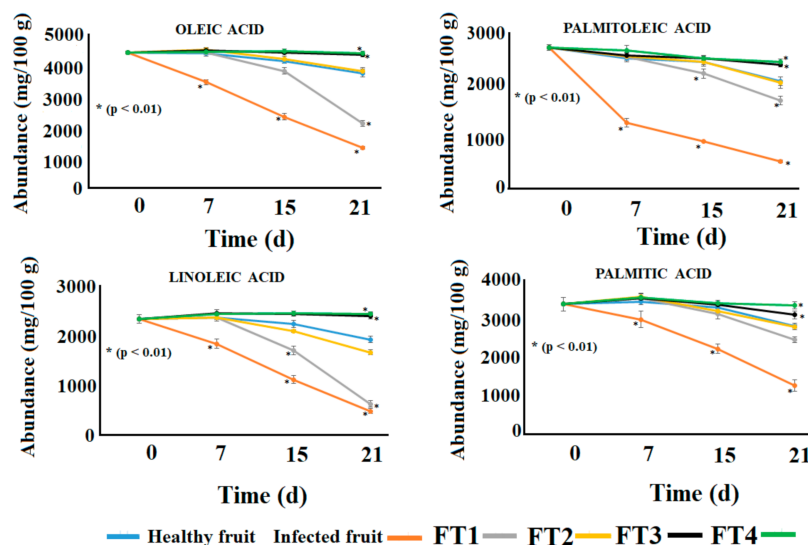 OLEIC ACID
Abundance (mg/100 g)
5000
4000
3000
2000
1000
0
* (p < 0.01)
*
*
*
*
*
*
0 7 15 21
Time (d)
PALMITOLEIC ACID
Abundance (mg/100 g)
3000
2000
1000
0
* (p < 0.01)
*
*
*
*
*
*
*
0 7 15 21
Time (d)
LINOLEIC ACID
Abundance (mg/100 g)
3000
2000
1000
0
* (p < 0.01)
*
*
*
*
*
*
*
0 7 15 21
Time (d)
PALMITIC ACID
Abundance (mg/100 g)
4000
3000
2000
1000
0
* (p < 0.01)
*
*
*
*
*
0 7 15 21
Time (d)
Healthy fruit Infected fruit FT1 FT2 FT3 FT4